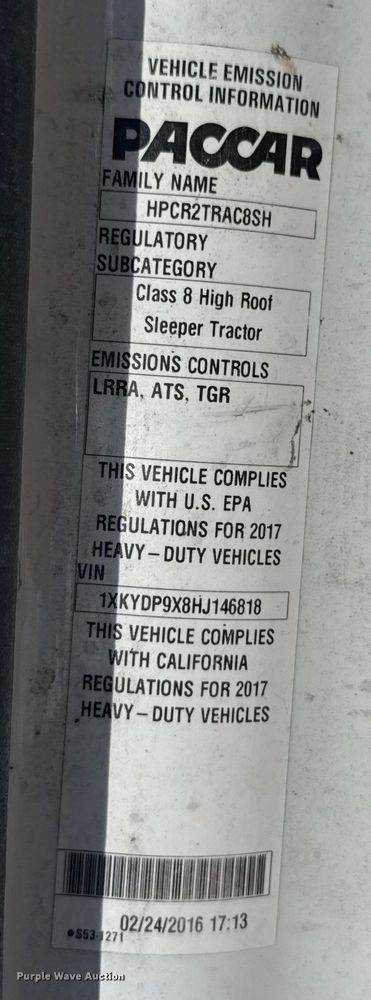 VEHICLE EMISSION
CONTROL INFORMATION
PACCAR
FAMILY NAME
HPCR2TRAC8SH
REGULATORY
SUBCATEGORY
Class 8 High Roof
Sleeper Tractor
EMISSIONS CONTROLS
LRRA, ATS, TGR
THIS VEHICLE COMPLIES
WITH U.S. EPA
REGULATIONS FOR 2017
HEAVY – DUTY VEHICLES
VIN
1XKYDP9X8HJ146818
THIS VEHICLE COMPLIES
WITH CALIFORNIA
REGULATIONS FOR 2017
HEAVY – DUTY VEHICLES
02/24/2016 17:13
S53-1271
Purple Wave Auction